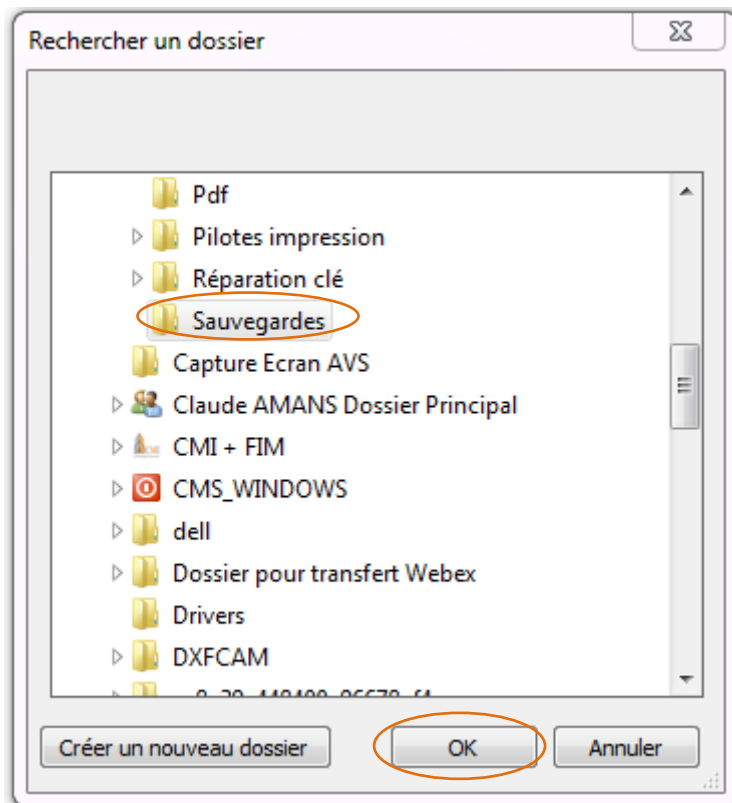 Rechercher un dossier
Pdf
Pilotes impression
Réparation clé
Sauvegardes
Capture Ecran AVS
Claude AMANS Dossier Principal
CMI + FIM
CMS_WINDOWS
dell
Dossier pour transfert Webex
Drivers
DXFCAM
Créer un nouveau dossier OK Annuler